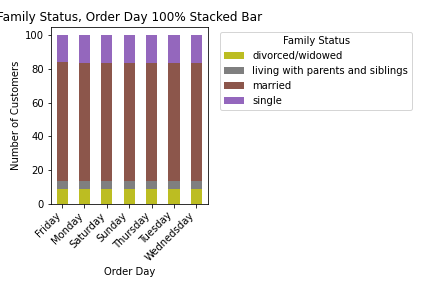 Family Status, Order Day 100% Stacked Bar
100
80
60
40
20
0
Number of Customers
Friday
Monday
Saturday
Sunday
Thursday
Tuesday
Wednedsday
Order Day
Family Status
divorced/widowed
living with parents and siblings
married
single